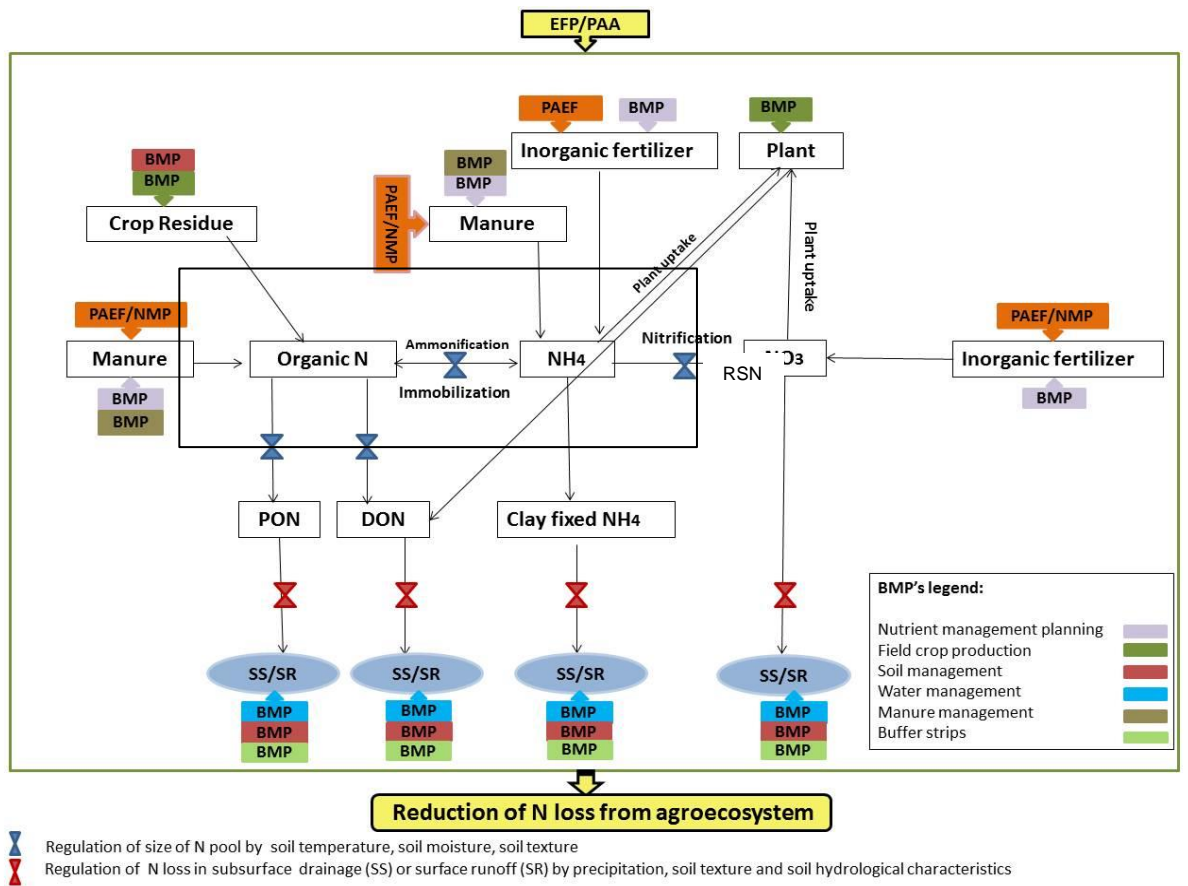 EFP/PAA
PAEF
BMP
BMP
Inorganic fertilizer
Plant
BMP
BMP
BMP
BMP
PAEF/NMP
Crop Residue
Manure
Plant uptake
Plant uptake
PAEF/NMP
PAEF/NMP
Manure
Organic N
Ammonification
Immobilization
NH4
Nitrification
RSN
O3
Inorganic fertilizer
BMP
BMP
BMP
PON
DON
Clay fixed NH4
SS/SR
SS/SR
SS/SR
SS/SR
BMP
BMP
BMP
BMP
BMP
BMP
BMP
BMP
BMP
BMP
BMP
BMP
BMP's legend:
Nutrient management planning
Field crop production
Soil management
Water management
Manure management
Buffer strips
Reduction of N loss from agroecosystem
Regulation of size of N pool by soil temperature, soil moisture, soil texture
Regulation of N loss in subsurface drainage (SS) or surface runoff (SR) by precipitation, soil texture and soil hydrological characteristics